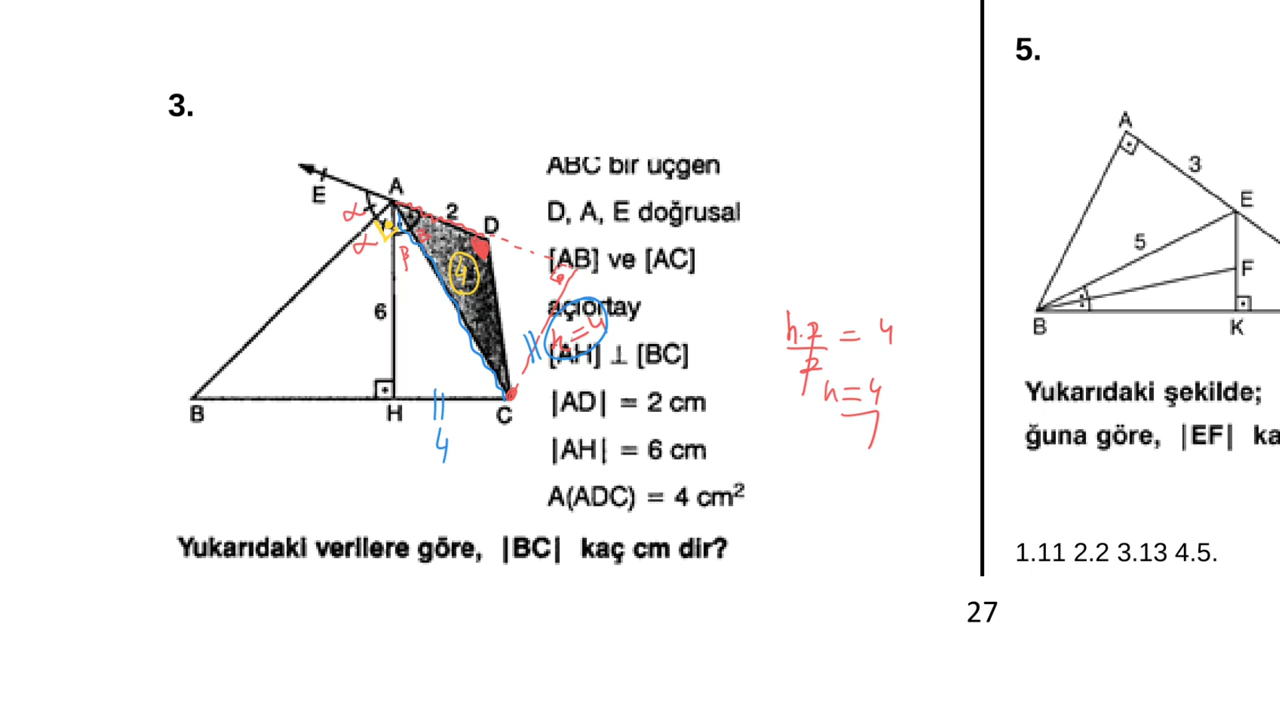 3.
E
A
2
D
α
α
β
β
4
6
B
H
C
4
h = 4
ABC bir üçgen
D, A, E doğrusal
[AB] ve [AC]
açıortay
[AH] ⊥ [BC]
|AD| = 2 cm
|AH| = 6 cm
A(ADC) = 4 cm²
h.2/2 = 4
h=4
Yukarıdaki verilere göre, |BC| kaç cm dir?
5.
A
3
E
5
F
B
K
Yukarıdaki şekilde;
ğuna göre, |EF| ka
1.11 2.2 3.13 4.5.
27